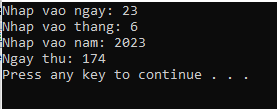 Nhap vao ngay: 23
Nhap vao thang: 6
Nhap vao nam: 2023
Ngay thu: 174
Press any key to continue . . .